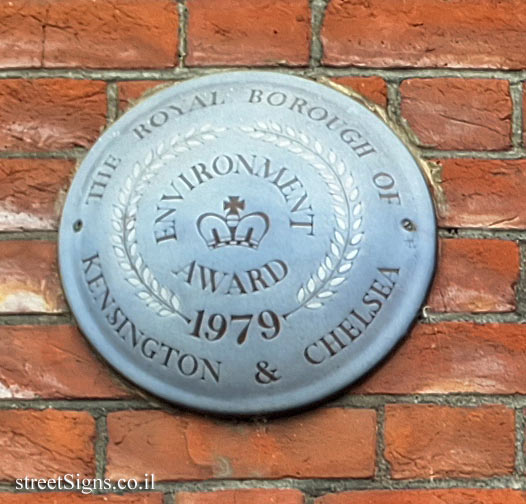 THE ROYAL BOROUGH OF
KENSINGTON & CHELSEA
ENVIRONMENT
AWARD
1979
streetSigns.co.il